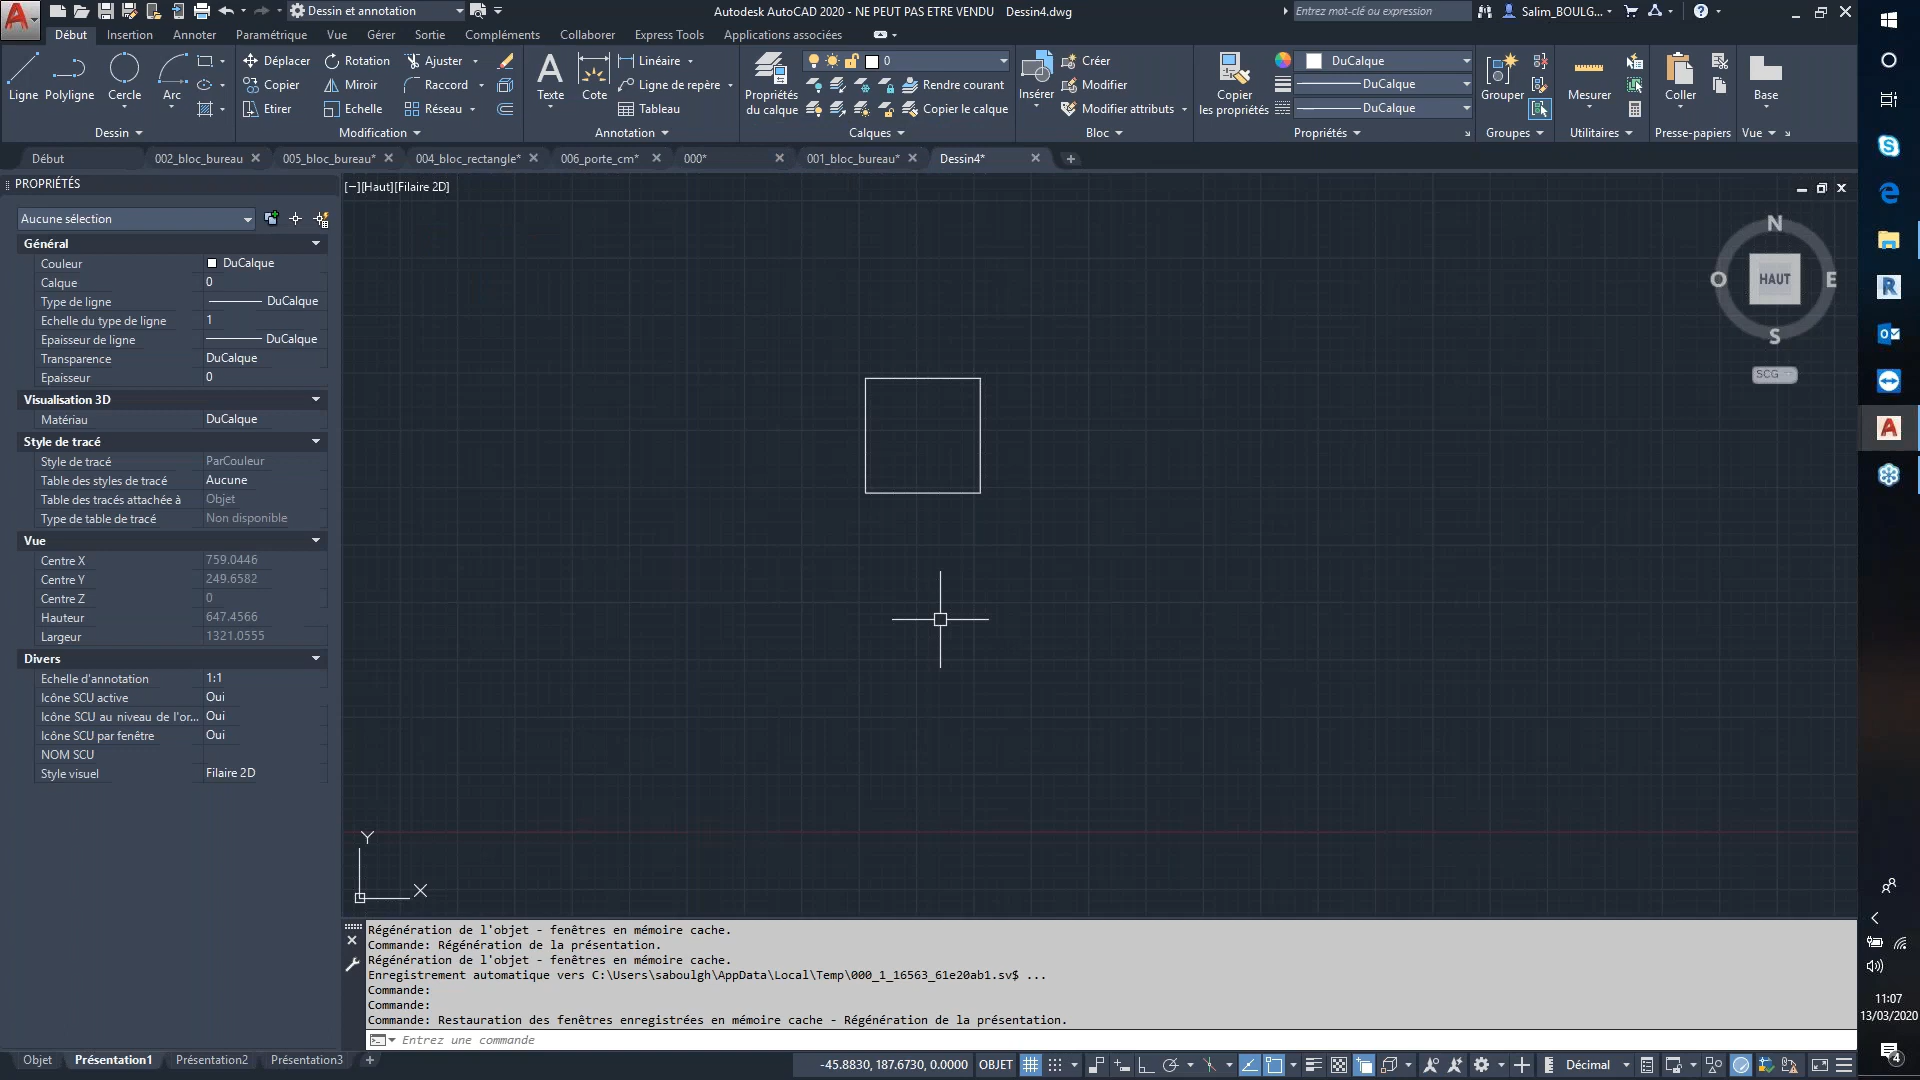 Dessin et annotation
Autodesk AutoCAD 2020 - NE PEUT PAS ETRE VENDU Dessin4.dwg
Entrez mot-clé ou expression
Salim_BOULG...
Début Insertion Annoter Paramétrique Vue Gérer Sortie Compléments Collaborer Express Tools Applications associées
Ligne Polyligne Cercle Arc
Dessin
Déplacer Rotation Ajuster
Copier Miroir Raccord
Etirer Echelle Réseau
Modification
Texte Cote
Linéaire
Ligne de repère
Tableau
Annotation
Propriétés
du calque
0
Rendre courant
Copier le calque
Calques
Insérer
Créer
Modifier
Modifier attributs
Bloc
Copier
les propriétés
DuCalque
DuCalque
DuCalque
Propriétés
Grouper
Groupes
Mesurer
Utilitaires
Coller
Presse-papiers
Base
Vue
Début 002_bloc_bureau 005_bloc_bureau* 004_bloc_rectangle* 006_porte_cm* 000* 001_bloc_bureau* Dessin4*
PROPRIÉTÉS
Aucune sélection
Général
Couleur DuCalque
Calque 0
Type de ligne DuCalque
Echelle du type de ligne 1
Epaisseur de ligne DuCalque
Transparence DuCalque
Epaisseur 0
Visualisation 3D
Matériau DuCalque
Style de tracé
Style de tracé ParCouleur
Table des styles de tracé Aucune
Table des tracés attachée à Objet
Type de table de tracé Non disponible
Vue
Centre X 759.0446
Centre Y 249.6582
Centre Z 0
Hauteur 647.4566
Largeur 1321.0555
Divers
Echelle d'annotation 1:1
Icône SCU active Oui
Icône SCU au niveau de l'or... Oui
Icône SCU par fenêtre Oui
NOM SCU
Style visuel Filaire 2D
[−][Haut][Filaire 2D]
N
O HAUT E
S
SCG
Y
X
Régénération de l'objet - fenêtres en mémoire cache.
Commande: Régénération de la présentation.
Régénération de l'objet - fenêtres en mémoire cache.
Enregistrement automatique vers C:\Users\saboulgh\AppData\Local\Temp\000_1_16563_61e20ab1.sv$ ...
Commande:
Commande:
Commande: Restauration des fenêtres enregistrées en mémoire cache - Régénération de la présentation.
Entrez une commande
Objet Présentation1 Présentation2 Présentation3
-45.8830, 187.6730, 0.0000 OBJET
Décimal
11:07
13/03/2020
4